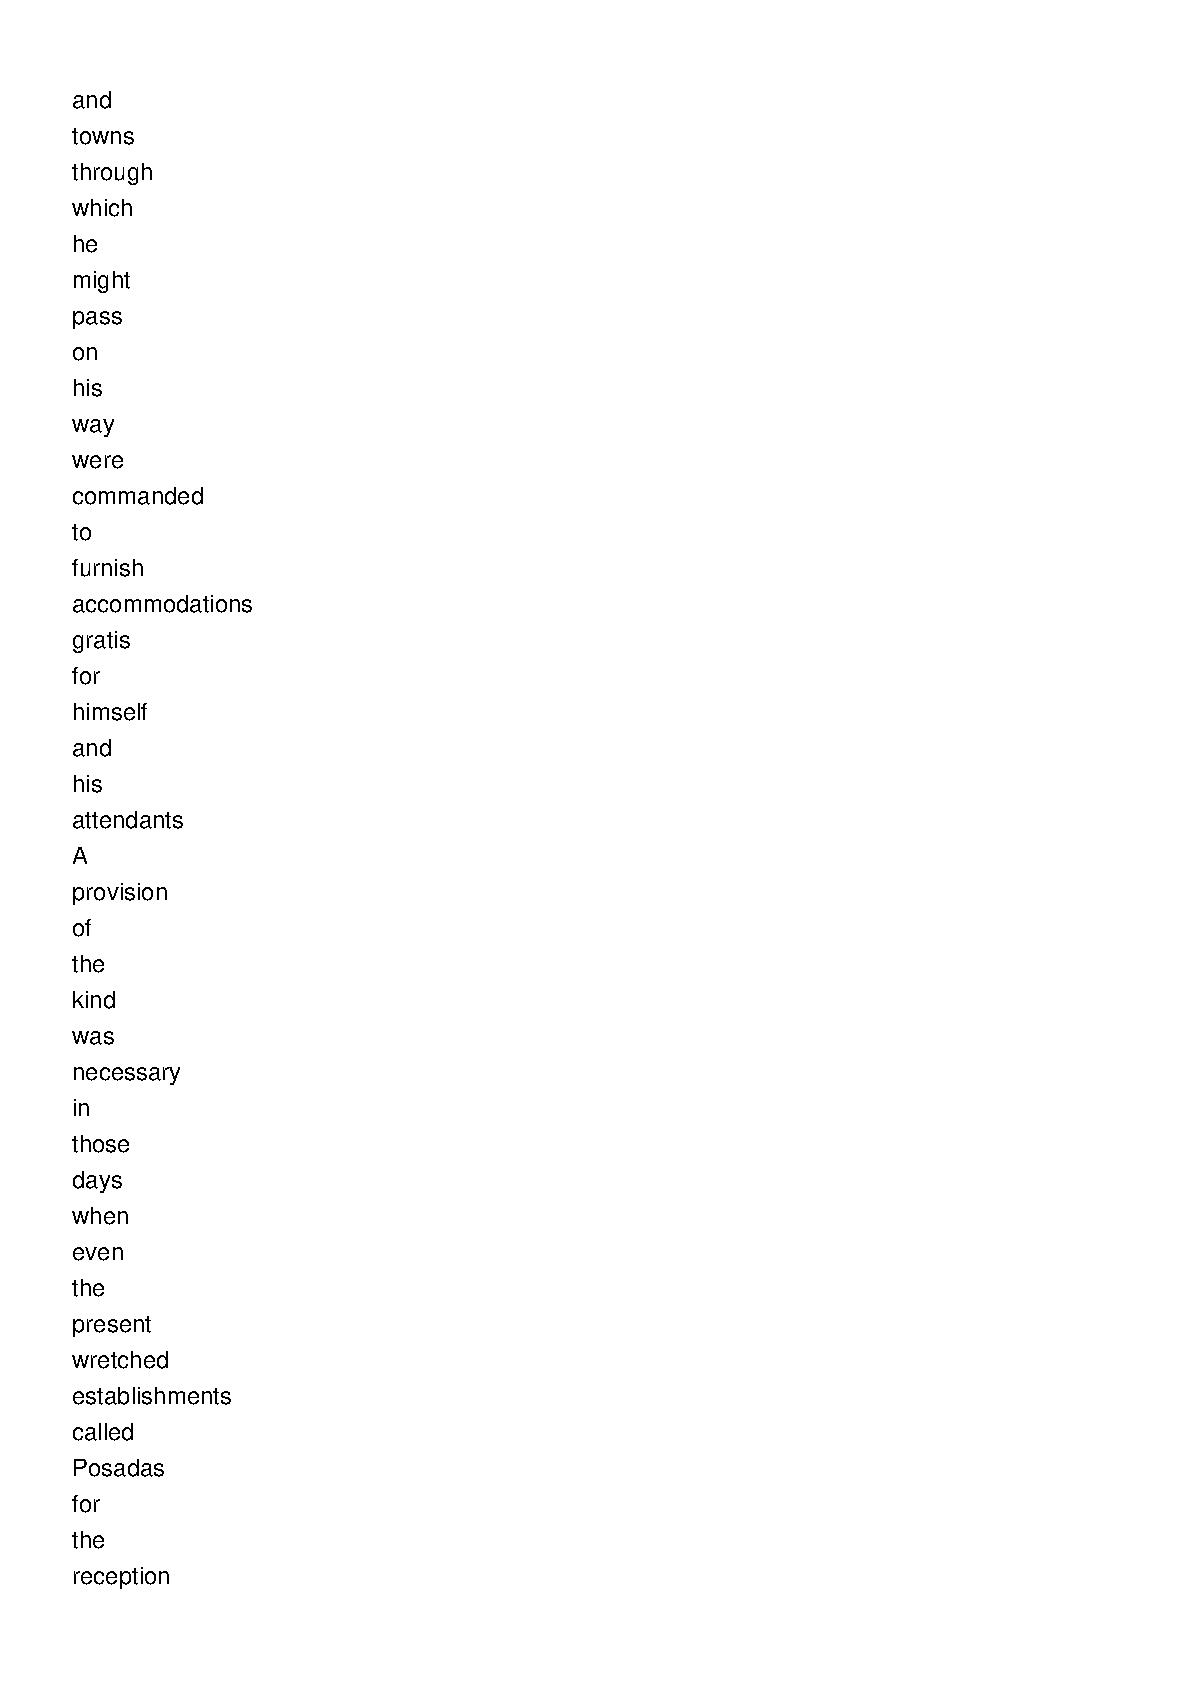 and
towns
through
which
he
might
pass
on
his
way
were
commanded
to
furnish
accommodations
gratis
for
himself
and
his
attendants
A
provision
of
the
kind
was
necessary
in
those
days
when
even
the
present
wretched
establishments
called
Posadas
for
the
reception